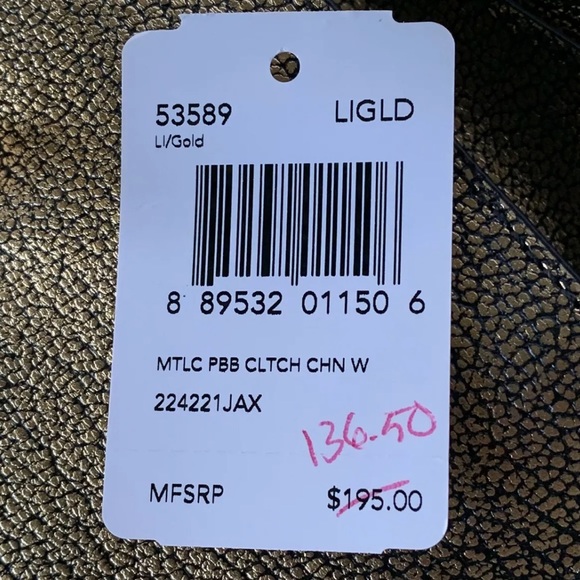 53589 LIGLD
LI/Gold
8 89532 01150 6
MTLC PBB CLTCH CHN W
224221JAX
136.50
MFSRP $195.00